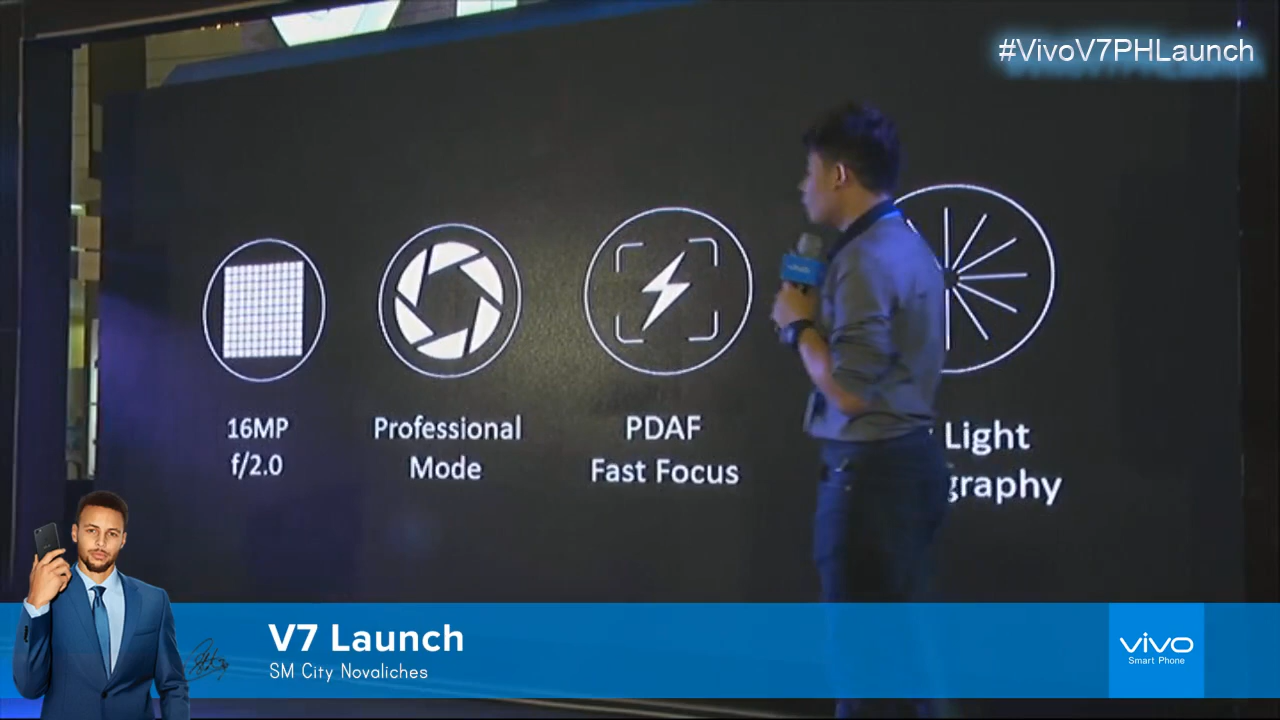 #VivoV7PHLaunch
vivo
16MP
f/2.0
Professional
Mode
PDAF
Fast Focus
Light
graphy
V7 Launch
SM City Novaliches
vivo
Smart Phone